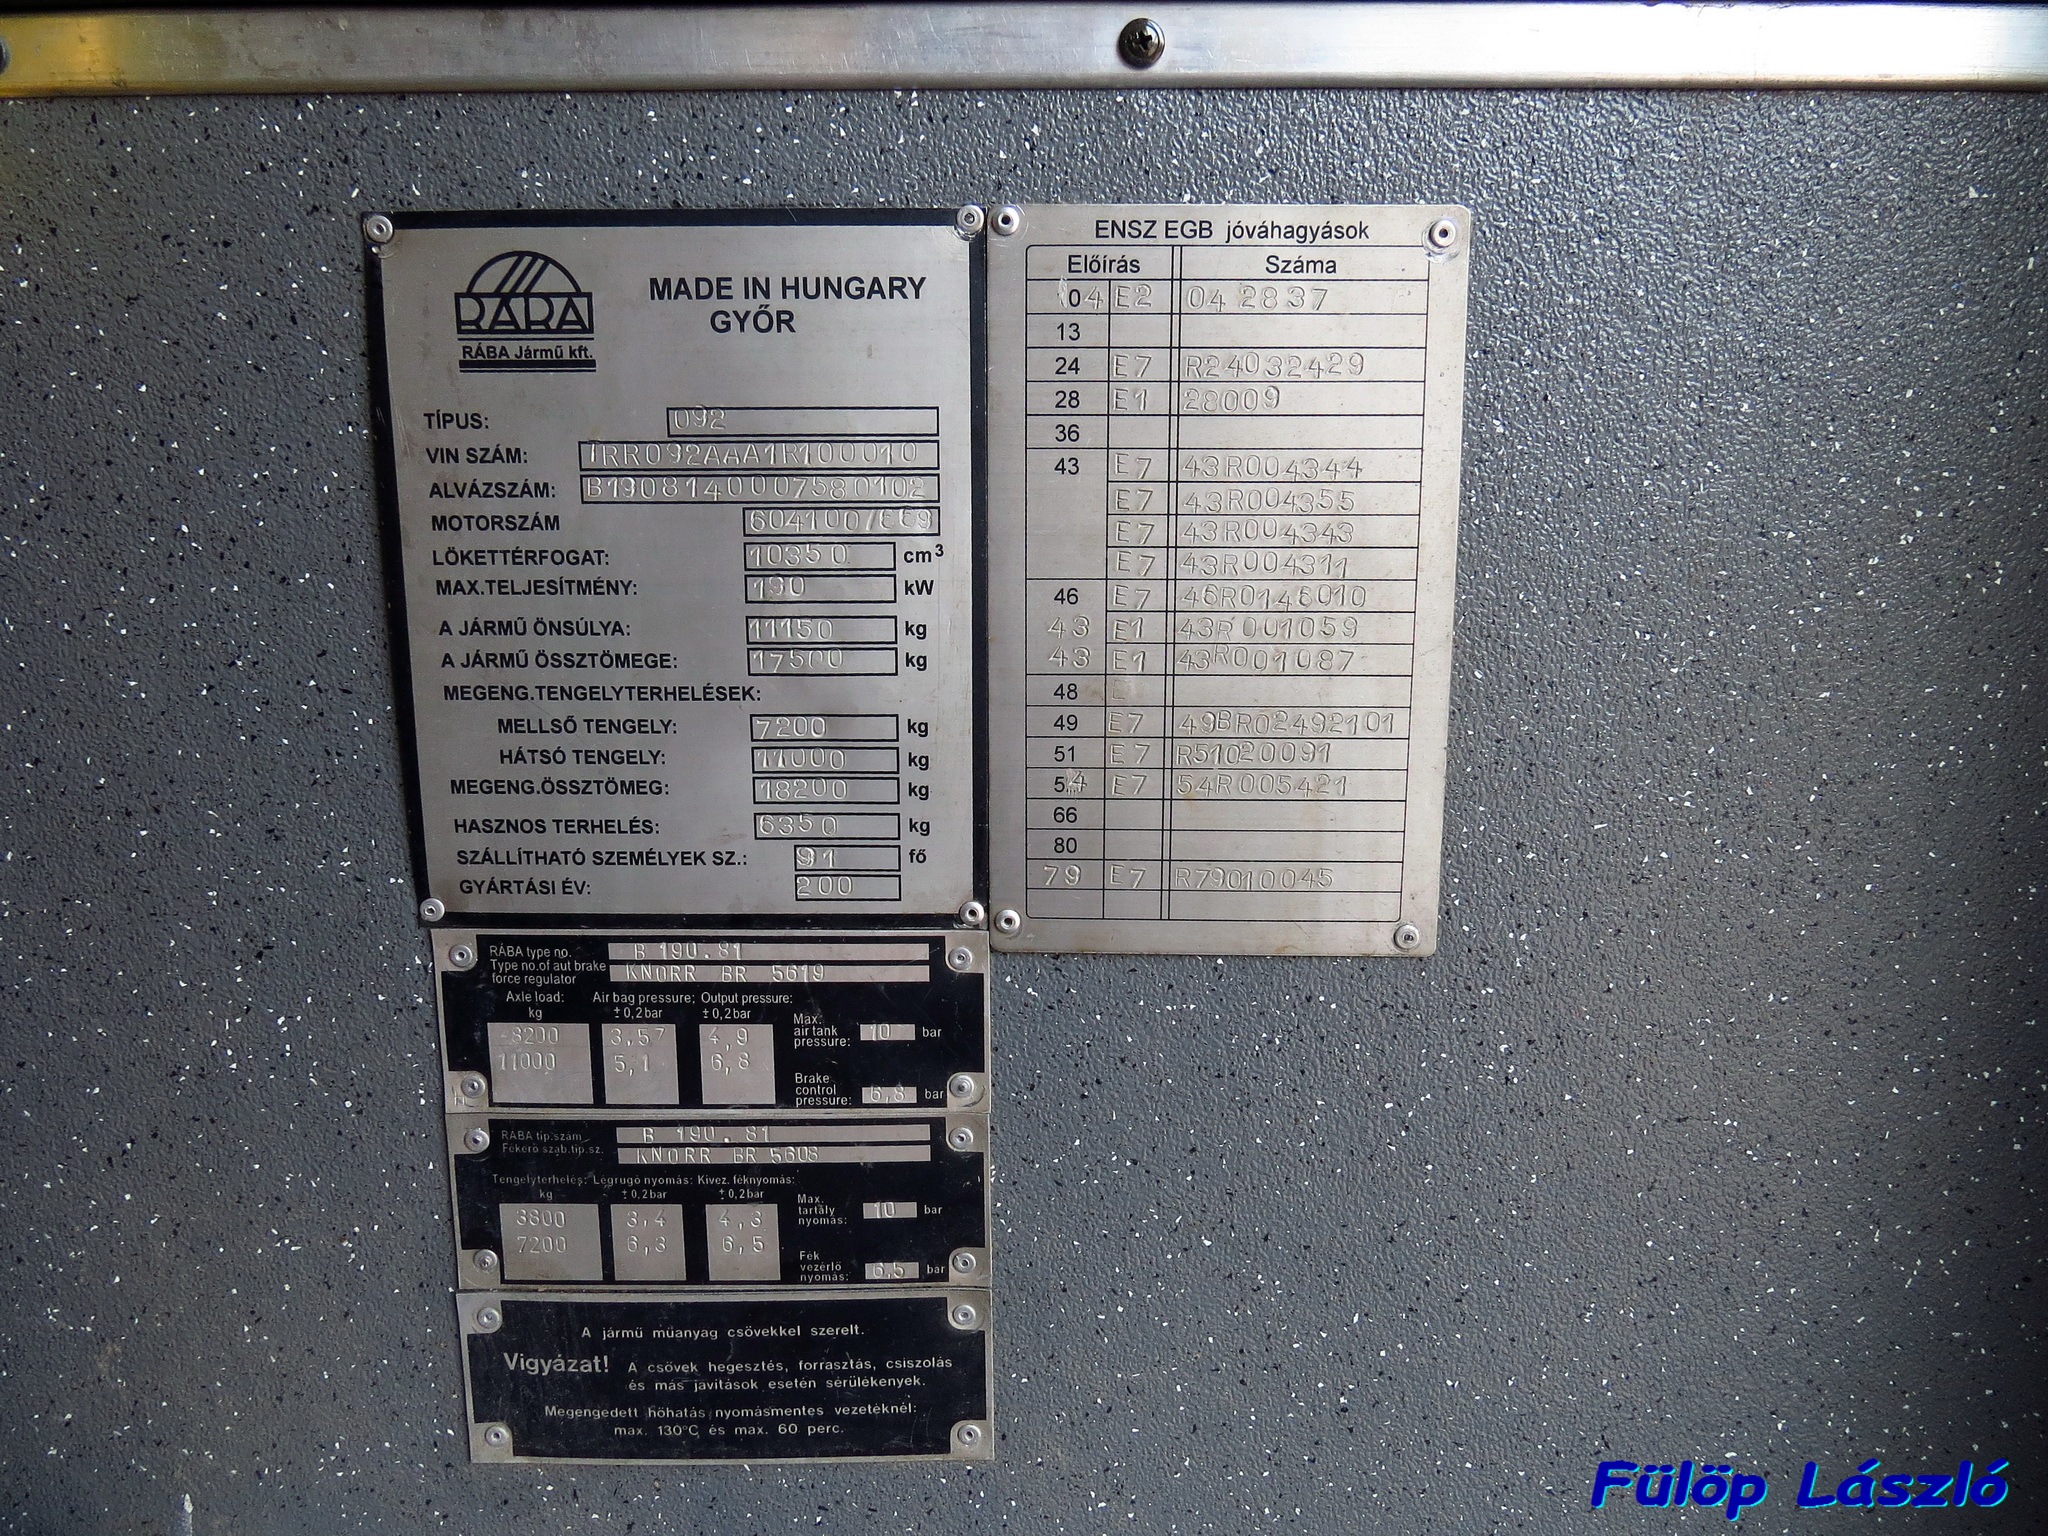 RÁBA
RÁBA Jármű kft.
MADE IN HUNGARY
GYŐR
TÍPUS: 092
VIN SZÁM: TRR092AAA1R100010
ALVÁZSZÁM: B1908140007580102
MOTORSZÁM
LÖKETTÉRFOGAT: 10350 cm³
MAX.TELJESÍTMÉNY: 190 kW
A JÁRMŰ ÖNSÚLYA: 11150 kg
A JÁRMŰ ÖSSZTÖMEGE: 17500 kg
MEGENG.TENGELYTERHELÉSEK:
MELLSŐ TENGELY: 7200 kg
HÁTSÓ TENGELY: 11000 kg
MEGENG.ÖSSZTÖMEG: 18200 kg
HASZNOS TERHELÉS: 6350 kg
SZÁLLÍTHATÓ SZEMÉLYEK SZ.: 91 fő
GYÁRTÁSI ÉV: 200
ENSZ EGB jóváhagyások
Előírás Száma
04 E2 04 2837
13
24 E7 R24032429
28 E1 28009
36
43 E7 43R004344
E7 43R004355
E7 43R004343
E7 43R004311
46 E7 46R0146010
43 E1 43R001059
43 E1 43R001087
48
49 E7 49BR02492101
51 E7 R51020091
54 E7 54R005421
66
80
79 E7 R79010045
RÁBA type no. B 190.81
Type no.of aut brake KNORR BR 5619
force regulator
Axle load: Air bag pressure; Output pressure:
kg ± 0,2 bar ± 0,2 bar
8200 3,57 4,9
11000 5,1 6,8
Max.
air tank 10 bar
pressure:
Brake
control
pressure: 6,8 bar
RÁBA tip.szám B 190.81
Fékerő szab.tip.sz. KNORR BR 5608
Tengelyterhelés: Légrugó nyomás: Kivez. féknyomás:
kg ± 0,2 bar ± 0,2 bar
3800 3,4 4,3
7200 6,3 6,5
Max.
tartály 10 bar
nyomás:
Fék
vezérlő
nyomás: 6,5 bar
A jármű műanyag csövekkel szerelt.
Vigyázat! A csövek hegesztés, forrasztás, csiszolás
és más javítások esetén sérülékenyek.
Megengedett hőhatás nyomásmentes vezetéknél:
max. 130°C és max. 60 perc.
Fülöp László